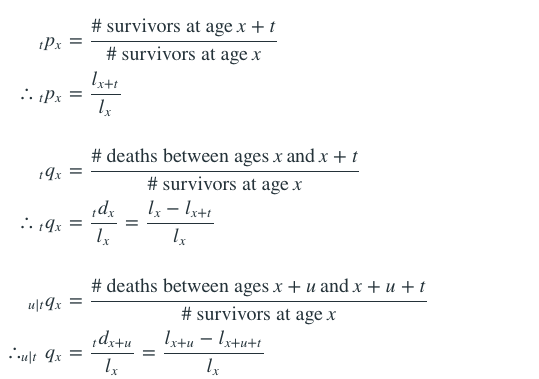 ₜpₓ = # survivors at age x + t / # survivors at age x
∴ ₜpₓ = lₓ₊ₜ / lₓ
ₜqₓ = # deaths between ages x and x + t / # survivors at age x
∴ ₜqₓ = ₜdₓ / lₓ = (lₓ − lₓ₊ₜ) / lₓ
ᵤ|ₜqₓ = # deaths between ages x + u and x + u + t / # survivors at age x
∴ᵤ|ₜ qₓ = ₜdₓ₊ᵤ / lₓ = (lₓ₊ᵤ − lₓ₊ᵤ₊ₜ) / lₓ